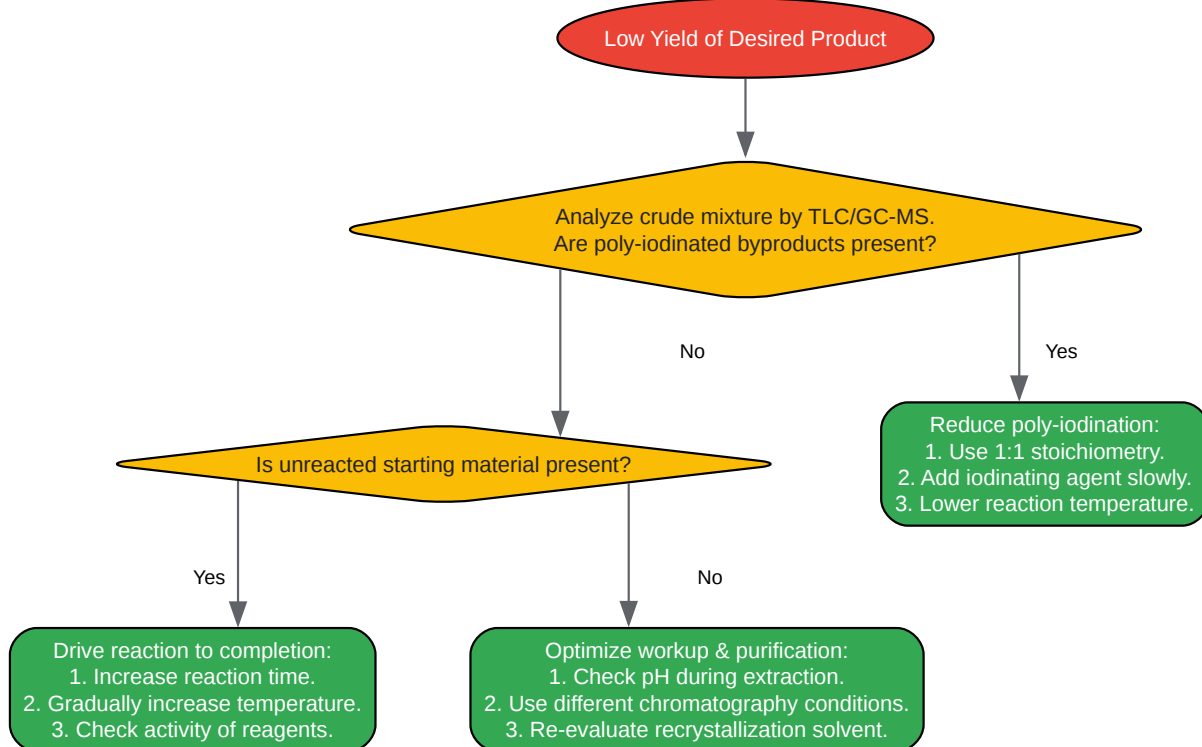 Low Yield of Desired Product
Analyze crude mixture by TLC/GC-MS.
Are poly-iodinated byproducts present?
No
Yes
Reduce poly-iodination:
1. Use 1:1 stoichiometry.
2. Add iodinating agent slowly.
3. Lower reaction temperature.
Is unreacted starting material present?
Yes
No
Drive reaction to completion:
1. Increase reaction time.
2. Gradually increase temperature.
3. Check activity of reagents.
Optimize workup & purification:
1. Check pH during extraction.
2. Use different chromatography conditions.
3. Re-evaluate recrystallization solvent.